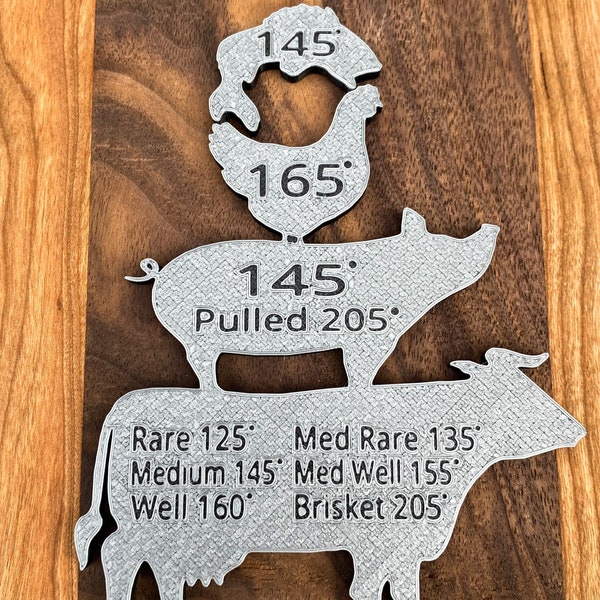 145°
165°
145°
Pulled 205°
Rare 125° Med Rare 135°
Medium 145° Med Well 155°
Well 160° Brisket 205°